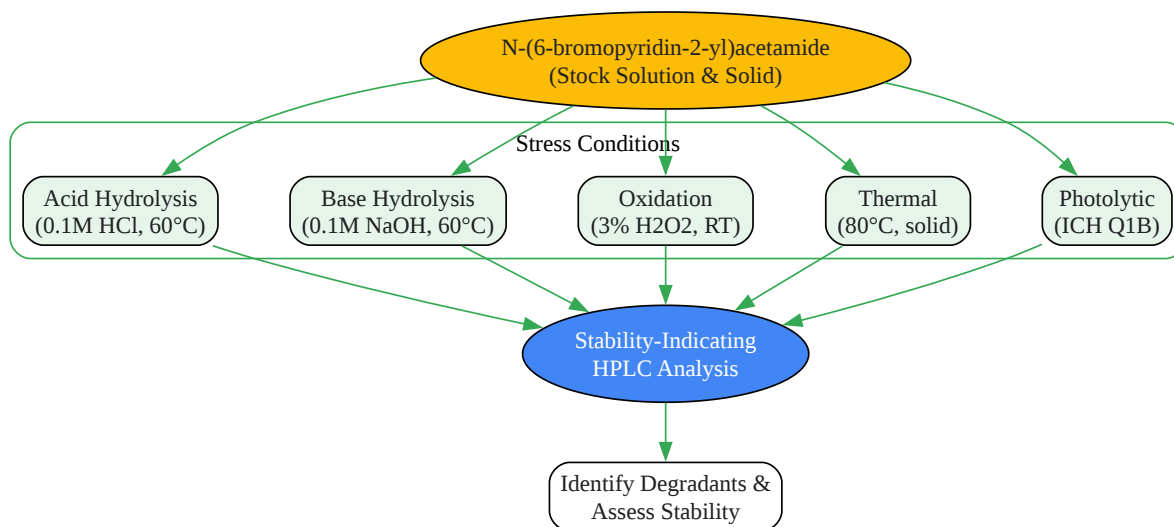 N-(6-bromopyridin-2-yl)acetamide
(Stock Solution & Solid)
Stress Conditions
Acid Hydrolysis
(0.1M HCl, 60°C)
Base Hydrolysis
(0.1M NaOH, 60°C)
Oxidation
(3% H2O2, RT)
Thermal
(80°C, solid)
Photolytic
(ICH Q1B)
Stability-Indicating
HPLC Analysis
Identify Degradants &
Assess Stability